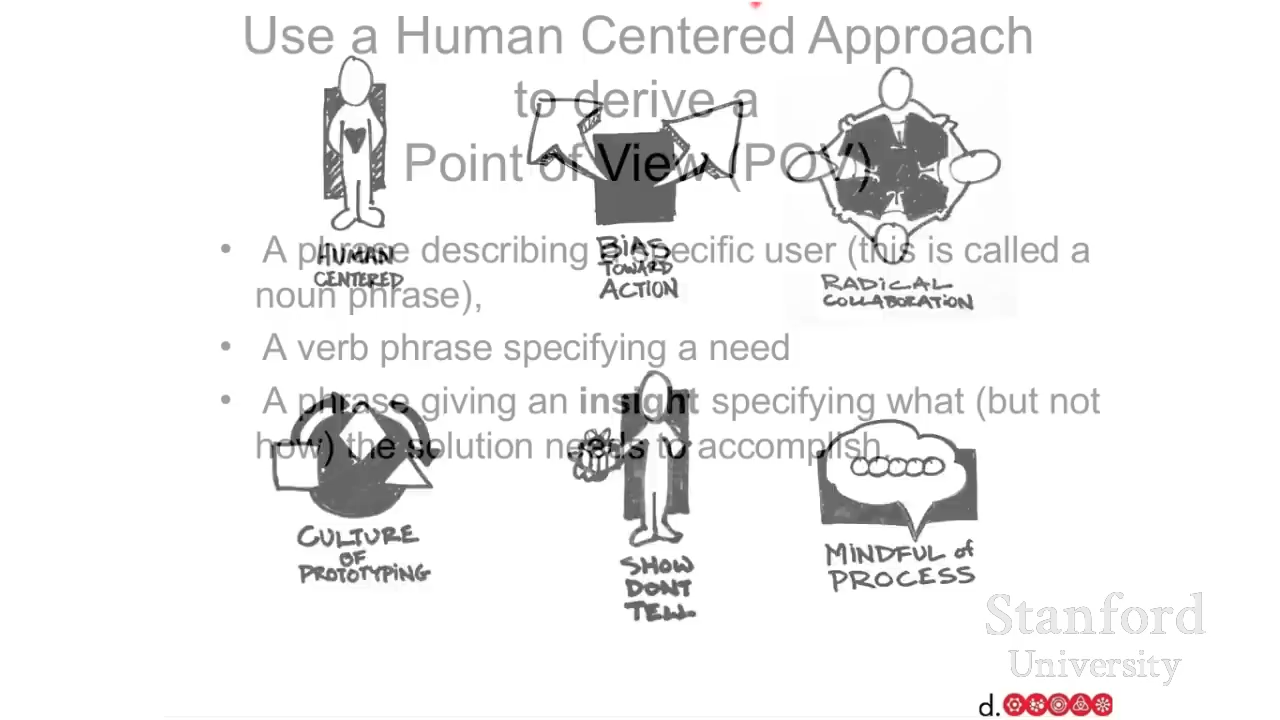 Use a Human Centered Approach
to derive a
Point of View (POV)
• A phrase describing a specific user (this is called a
noun phrase),
• A verb phrase specifying a need
• A phrase giving an insight specifying what (but not
how) the solution needs to accomplish.
HUMAN
CENTERED
BIAS
TOWARD
ACTION
RADICAL
COLLABORATION
CULTURE
OF
PROTOTYPING
SHOW
DON'T
TELL
MINDFUL of
PROCESS
Stanford
University
d.